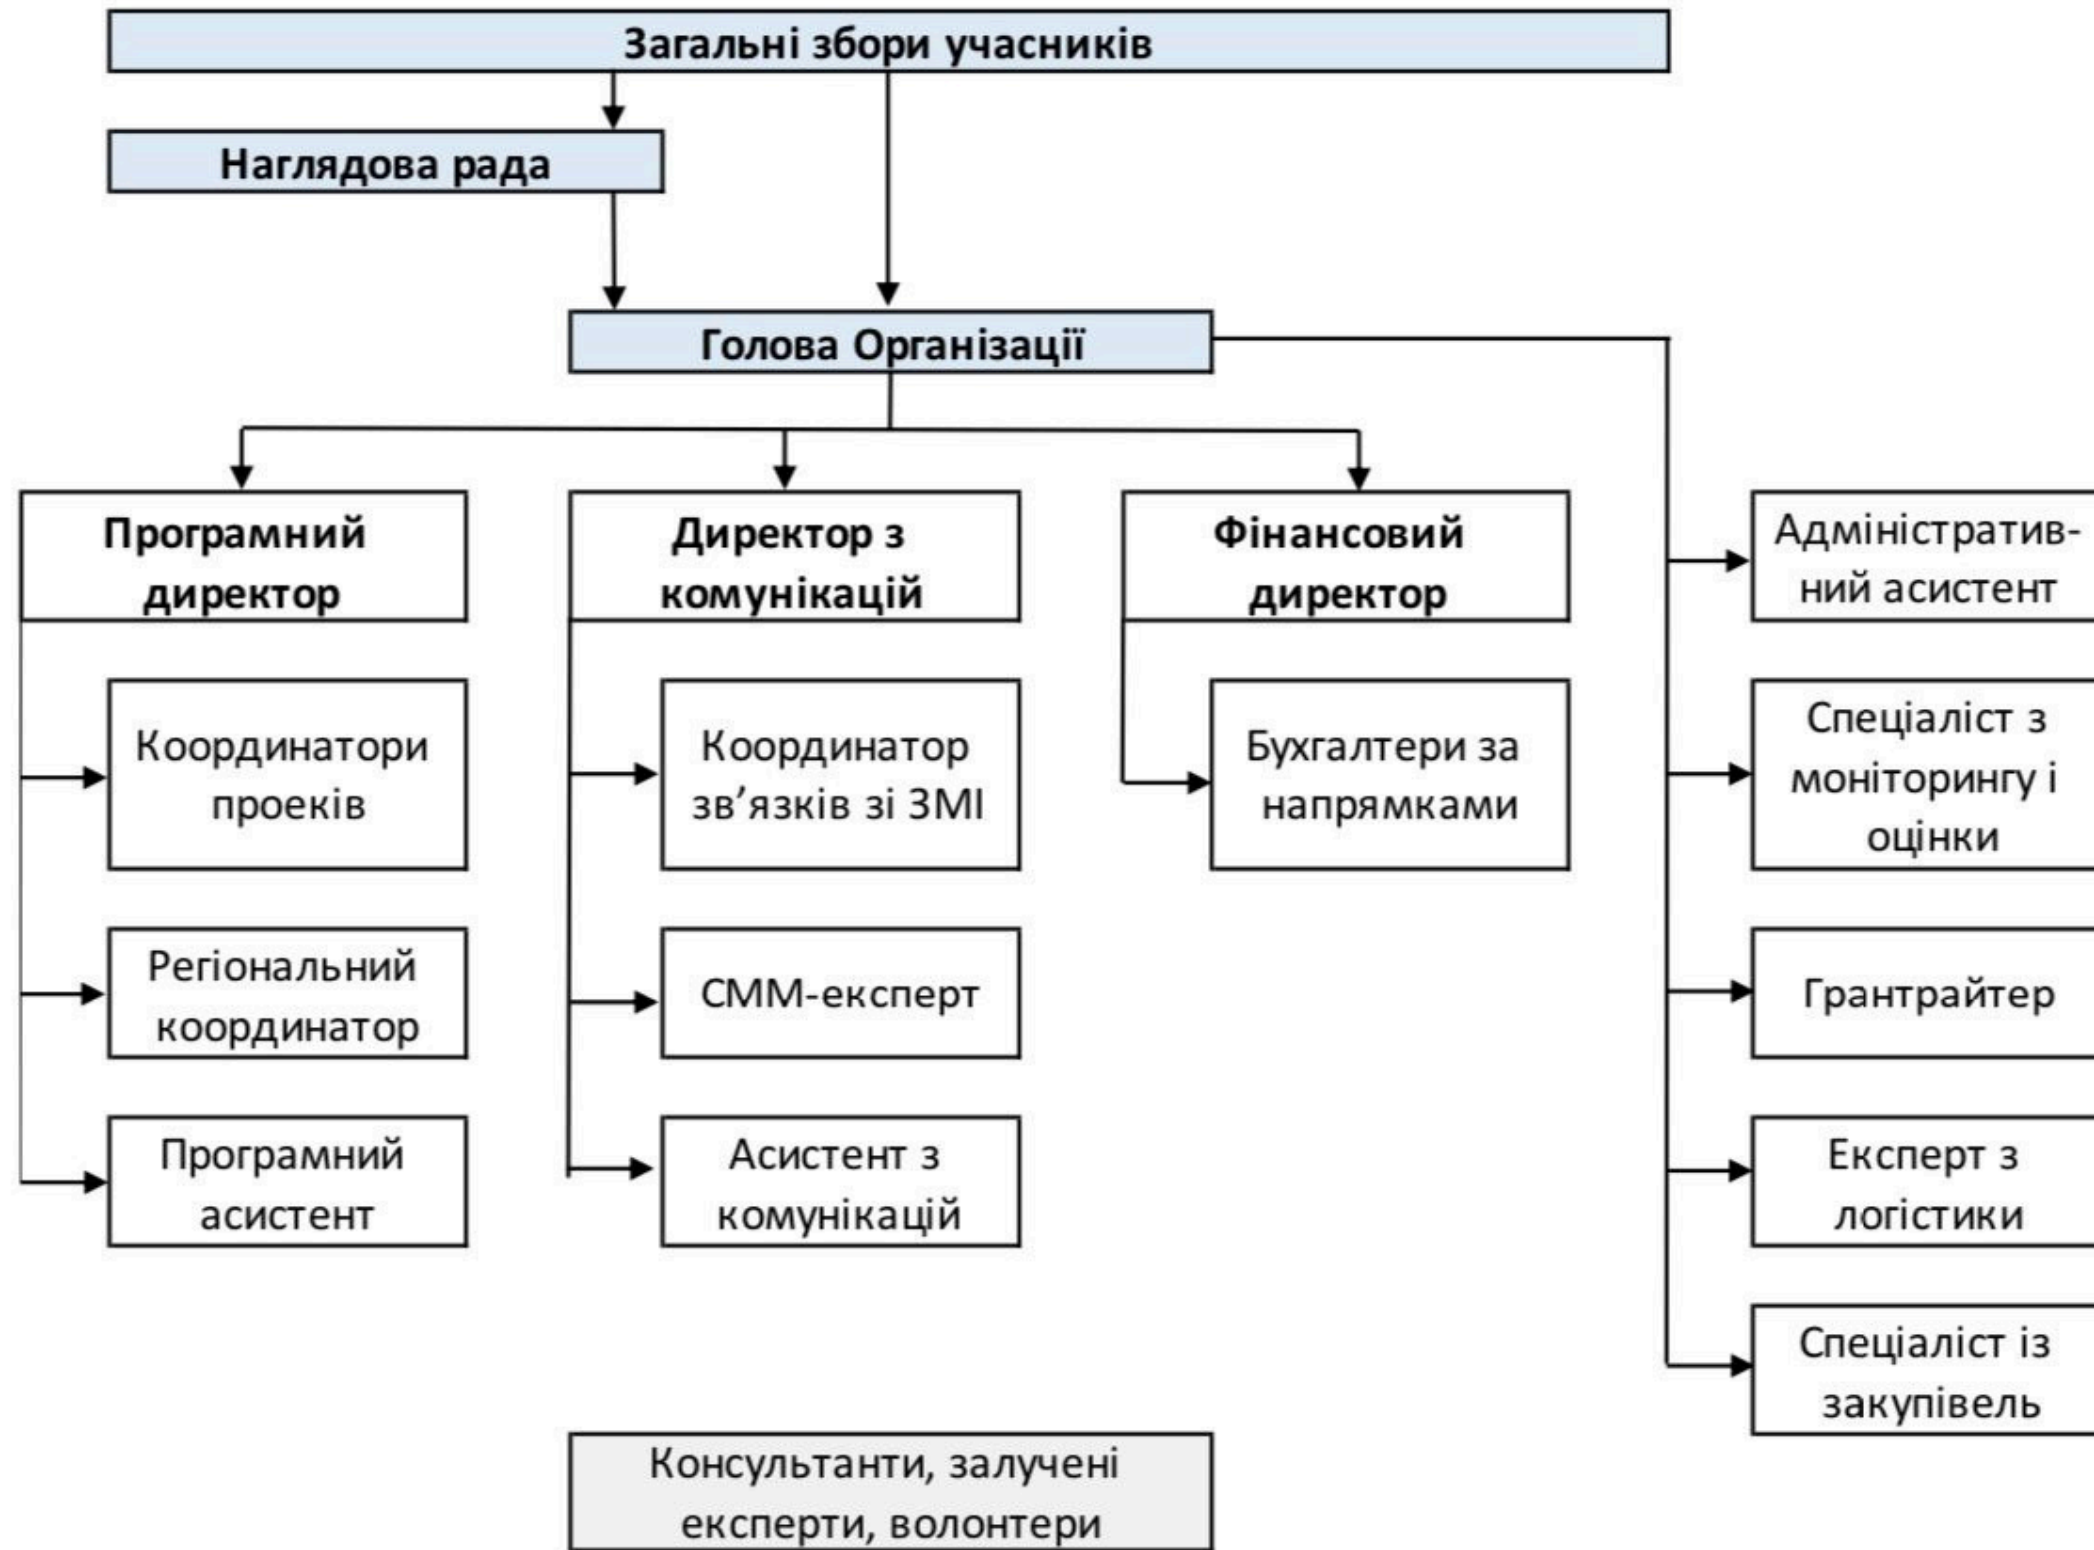 Загальні збори учасників
Наглядова рада
Голова Організації
Програмний
директор
Директор з
комунікацій
Фінансовий
директор
Адміністратив-
ний асистент
Координатори
проеків
Координатор
зв’язків зі ЗМІ
Бухгалтери за
напрямками
Спеціаліст з
моніторингу і
оцінки
Регіональний
координатор
СММ-експерт
Грантрайтер
Програмний
асистент
Асистент з
комунікацій
Експерт з
логістики
Спеціаліст із
закупівель
Консультанти, залучені
експерти, волонтери